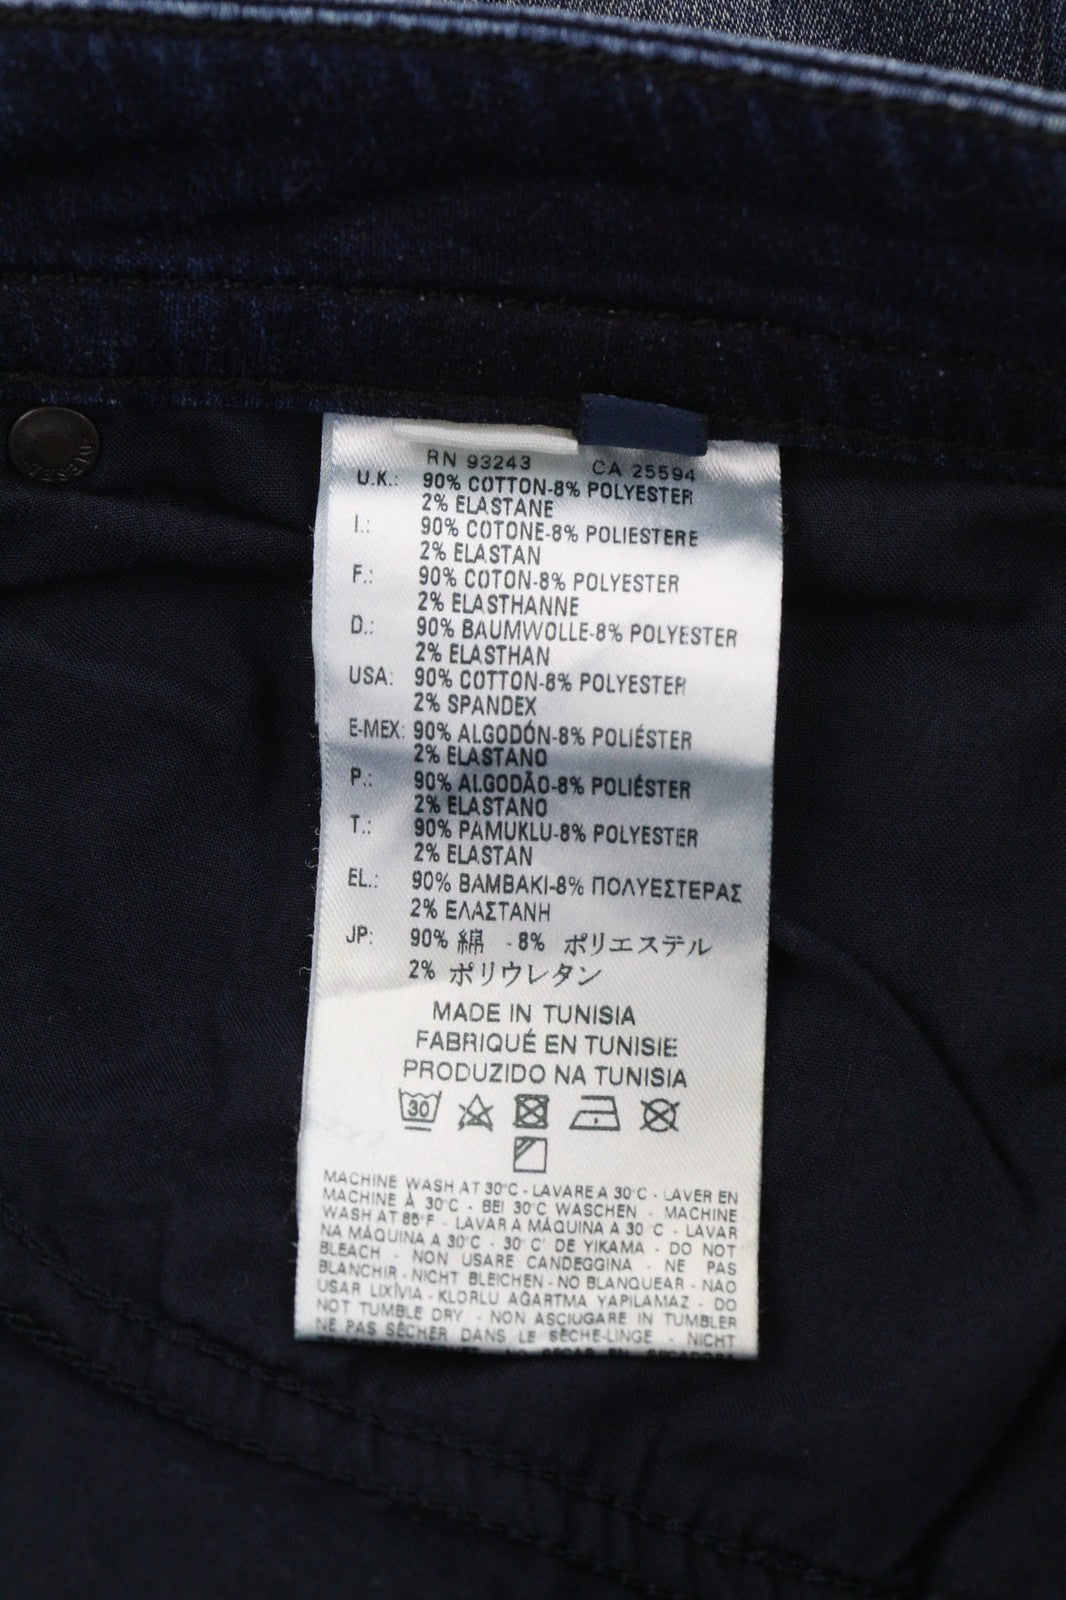 DIESEL
RN 93243 CA 25594
U.K.: 90% COTTON-8% POLYESTER
2% ELASTANE
I.: 90% COTONE-8% POLIESTERE
2% ELASTAN
F.: 90% COTON-8% POLYESTER
2% ELASTHANNE
D.: 90% BAUMWOLLE-8% POLYESTER
2% ELASTHAN
USA: 90% COTTON-8% POLYESTER
2% SPANDEX
E-MEX: 90% ALGODÓN-8% POLIÉSTER
2% ELASTANO
P.: 90% ALGODÃO-8% POLIÉSTER
2% ELASTANO
T.: 90% PAMUKLU-8% POLYESTER
2% ELASTAN
EL.: 90% BAMBAKI-8% ΠΟΛΥΕΣΤΕΡΑΣ
2% ΕΛΑΣΤΑΝΗ
JP: 90% 綿 -8% ポリエステル
2% ポリウレタン
MADE IN TUNISIA
FABRIQUÉ EN TUNISIE
PRODUZIDO NA TUNISIA
30
MACHINE WASH AT 30°C - LAVARE A 30°C - LAVER EN
MACHINE À 30°C - BEI 30°C WASCHEN - MACHINE
WASH AT 85°F - LAVAR A MÁQUINA A 30 °C - LAVAR
NA MÁQUINA A 30°C - 30°C' DE YIKAMA - DO NOT
BLEACH - NON USARE CANDEGGINA - NE PAS
BLANCHIR - NICHT BLEICHEN - NO BLANQUEAR - NAO
USAR LIXÍVIA - KLORLU AĞARTMA YAPILAMAZ - DO
NOT TUMBLE DRY - NON ASCIUGARE IN TUMBLER
NE PAS SÉCHER DANS LE SÈCHE-LINGE - NICHT